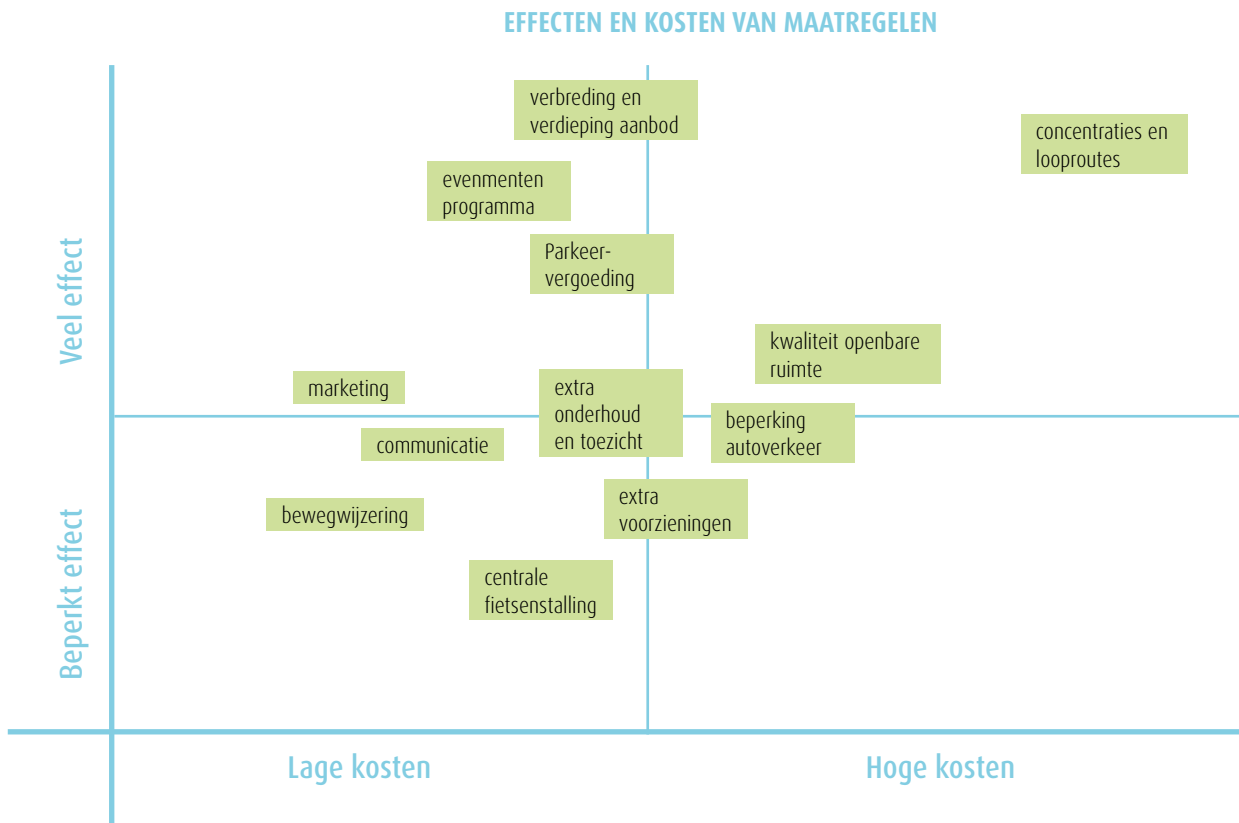 EFFECTEN EN KOSTEN VAN MAATREGELEN
verbreding en
verdieping aanbod
concentraties en
looproutes
evenmenten
programma
Parkeer-
vergoeding
Veel effect
kwaliteit openbare
ruimte
marketing
extra
onderhoud
en toezicht
beperking
autoverkeer
communicatie
bewegwijzering
extra
voorzieningen
Beperkt effect
centrale
fietsenstalling
Lage kosten
Hoge kosten